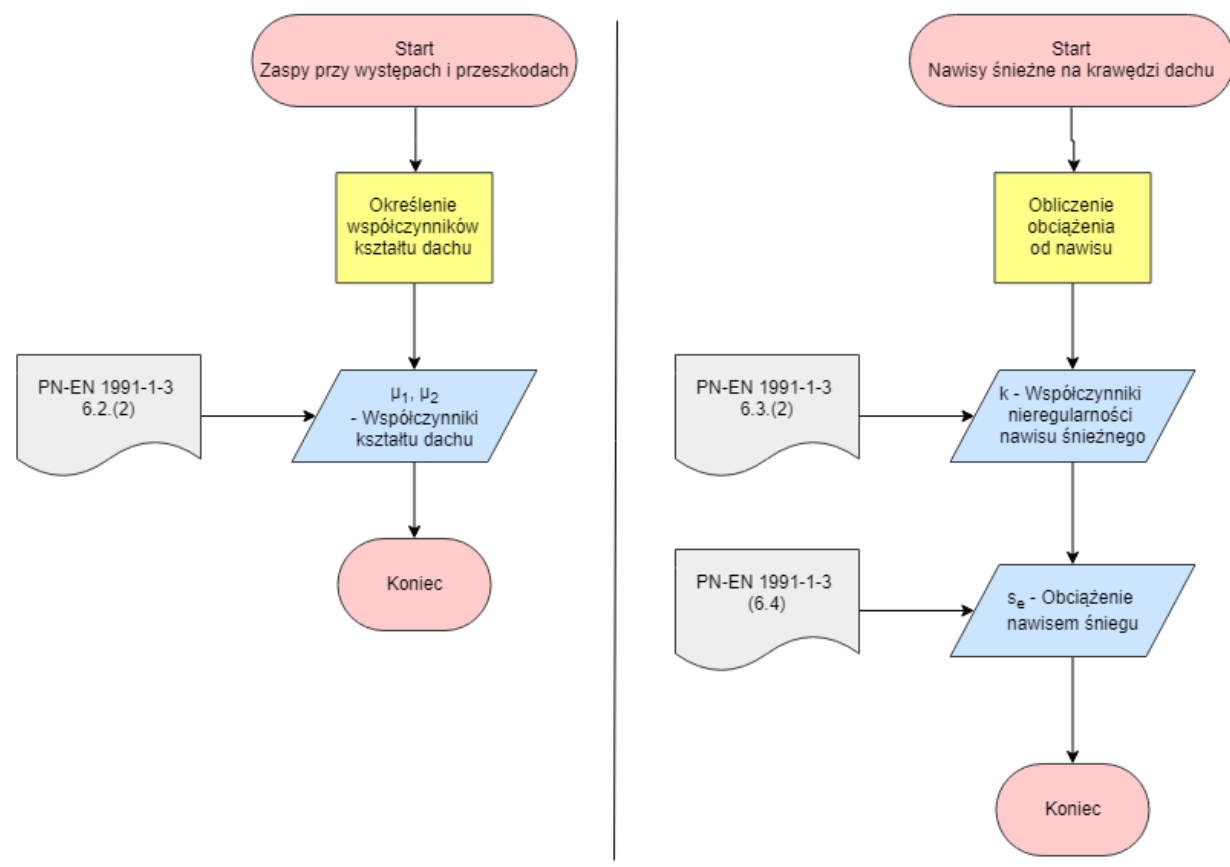 Start
Zaspy przy występach i przeszkodach
Określenie
współczynników
kształtu dachu
PN-EN 1991-1-3
6.2.(2)
μ1, μ2
- Współczynniki
kształtu dachu
Koniec
Start
Nawisy śnieżne na krawędzi dachu
Obliczenie
obciążenia
od nawisu
PN-EN 1991-1-3
6.3.(2)
k - Współczynniki
nieregularności
nawisu śnieżnego
PN-EN 1991-1-3
(6.4)
se - Obciążenie
nawisem śniegu
Koniec